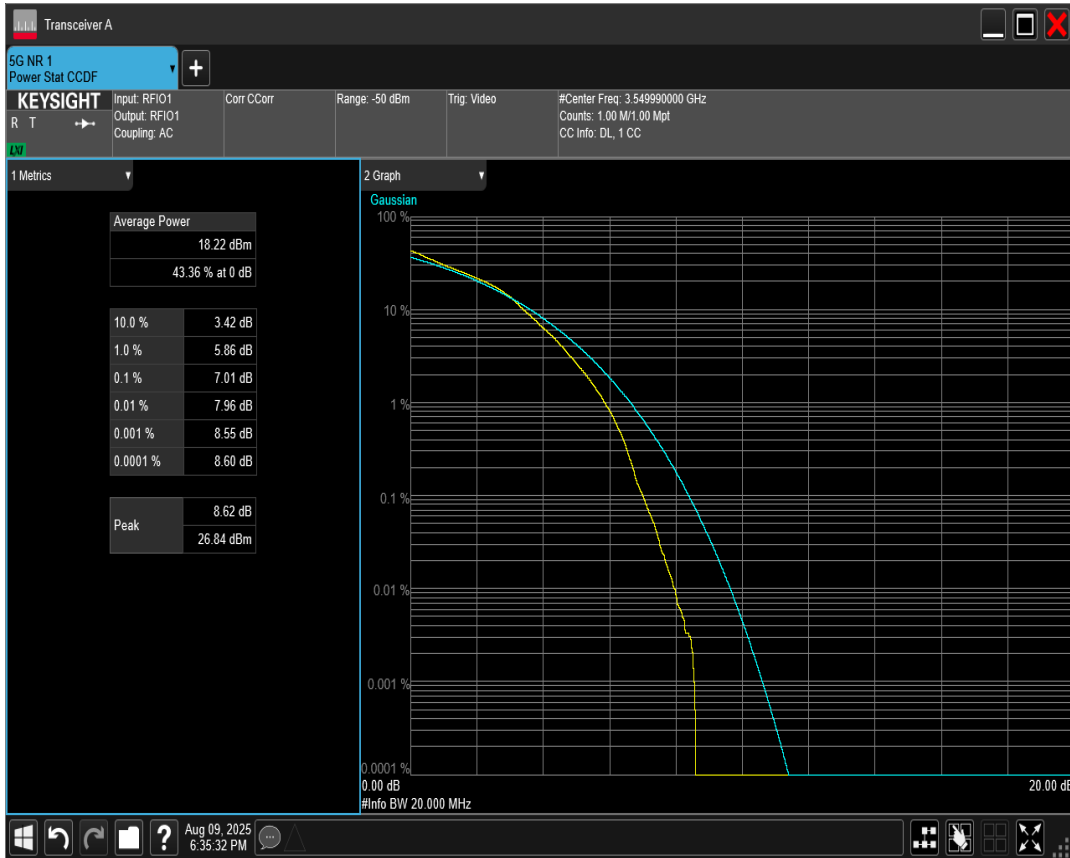 Transceiver A
5G NR 1
Power Stat CCDF
+
KEYSIGHT
R T
LXI
Input: RFIO1
Output: RFIO1
Coupling: AC
Corr CCorr
Range: -50 dBm
Trig: Video
#Center Freq: 3.549990000 GHz
Counts: 1.00 M/1.00 Mpt
CC Info: DL, 1 CC
1 Metrics
Average Power
18.22 dBm
43.36 % at 0 dB
10.0 % 3.42 dB
1.0 % 5.86 dB
0.1 % 7.01 dB
0.01 % 7.96 dB
0.001 % 8.55 dB
0.0001 % 8.60 dB
Peak 8.62 dB
26.84 dBm
2 Graph
Gaussian
100 %
10 %
1 %
0.1 %
0.01 %
0.001 %
0.0001 %
0.00 dB 20.00 dB
#Info BW 20.000 MHz
?
Aug 09, 2025
6:35:32 PM